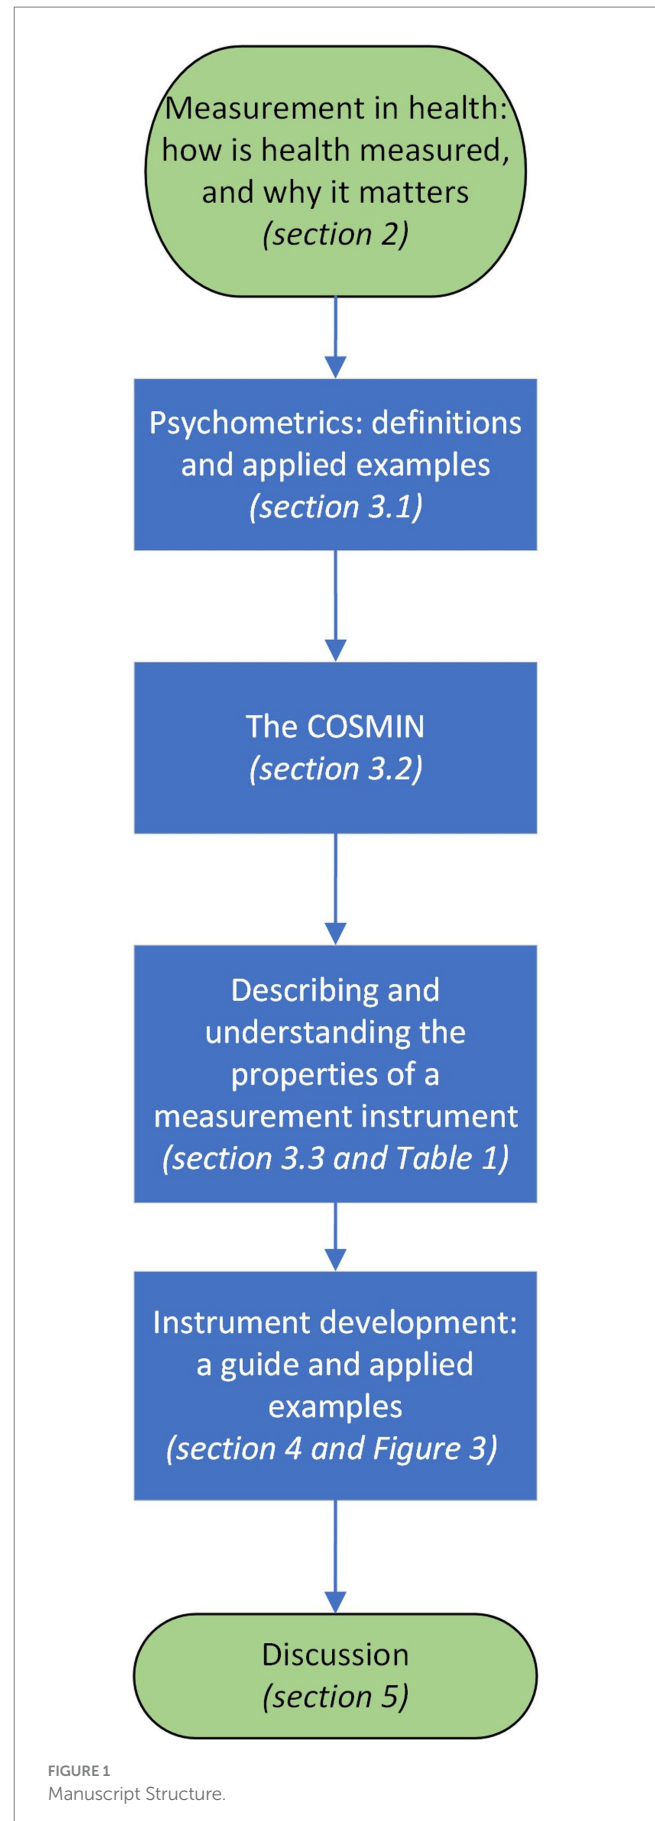 Measurement in health:
how is health measured,
and why it matters
(section 2)
Psychometrics: definitions
and applied examples
(section 3.1)
The COSMIN
(section 3.2)
Describing and
understanding the
properties of a
measurement instrument
(section 3.3 and Table 1)
Instrument development:
a guide and applied
examples
(section 4 and Figure 3)
Discussion
(section 5)
FIGURE 1
Manuscript Structure.